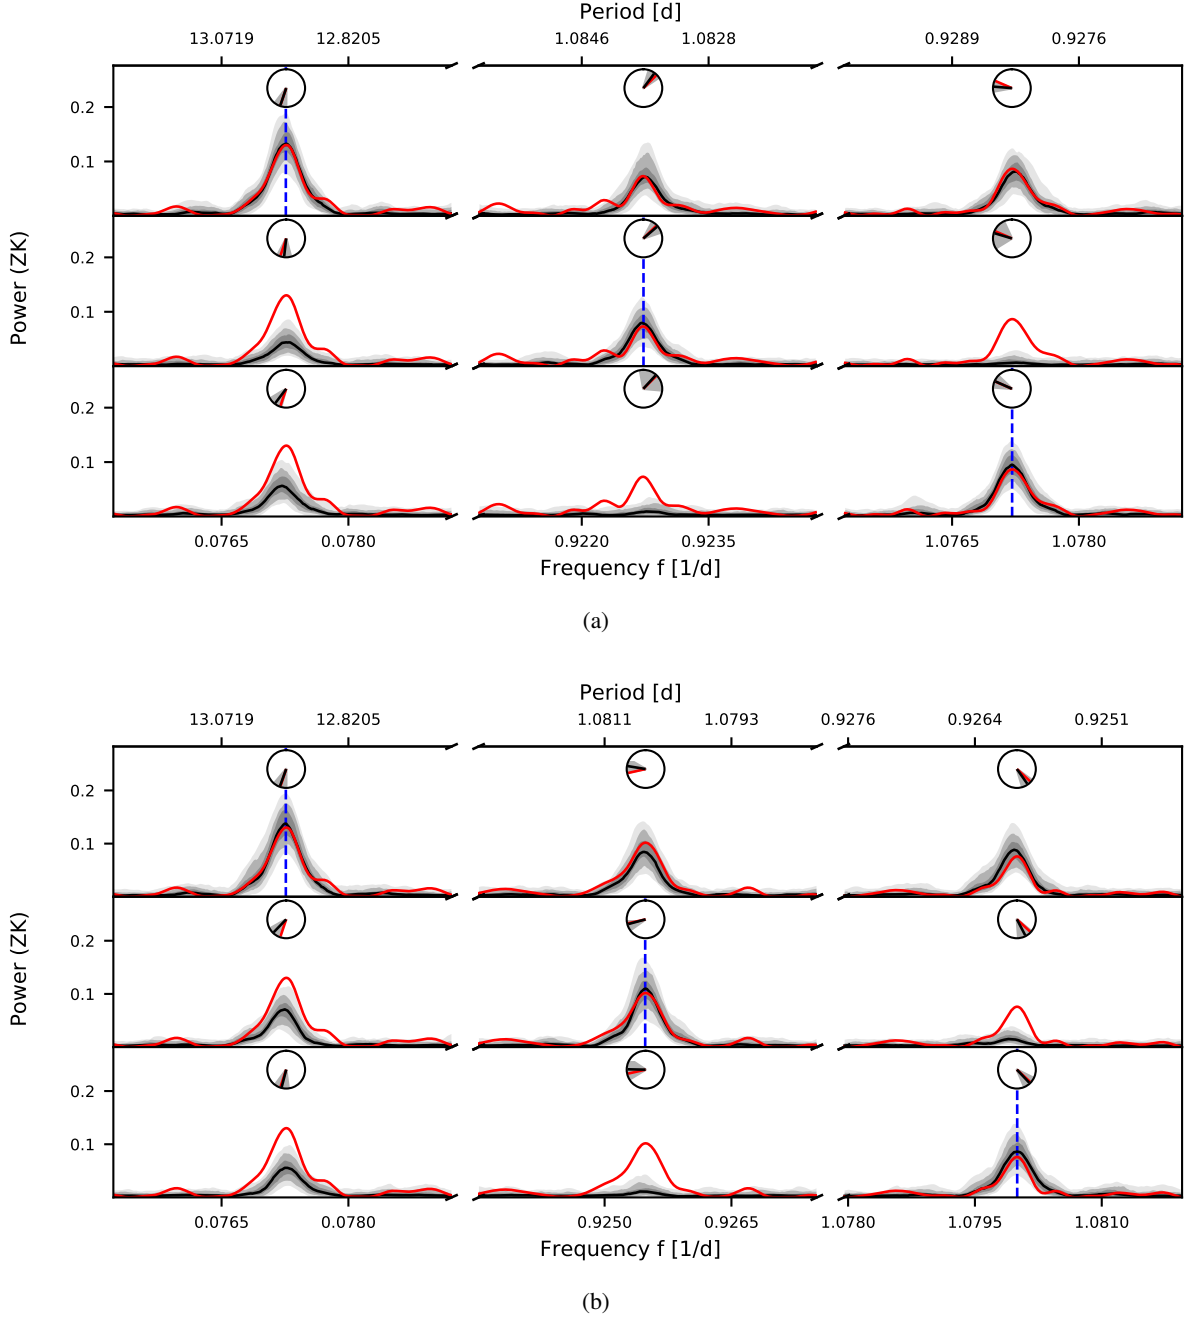 Period [d]
13.0719 12.8205 1.0846 1.0828 0.9289 0.9276
0.2
0.1
0.2
0.1
0.2
0.1
Power (ZK)
0.0765 0.0780 0.9220 0.9235 1.0765 1.0780
Frequency f [1/d]
(a)
Period [d]
13.0719 12.8205 1.0811 1.0793 0.9276 0.9264 0.9251
0.2
0.1
0.2
0.1
0.2
0.1
Power (ZK)
0.0765 0.0780 0.9250 0.9265 1.0780 1.0795 1.0810
Frequency f [1/d]
(b)